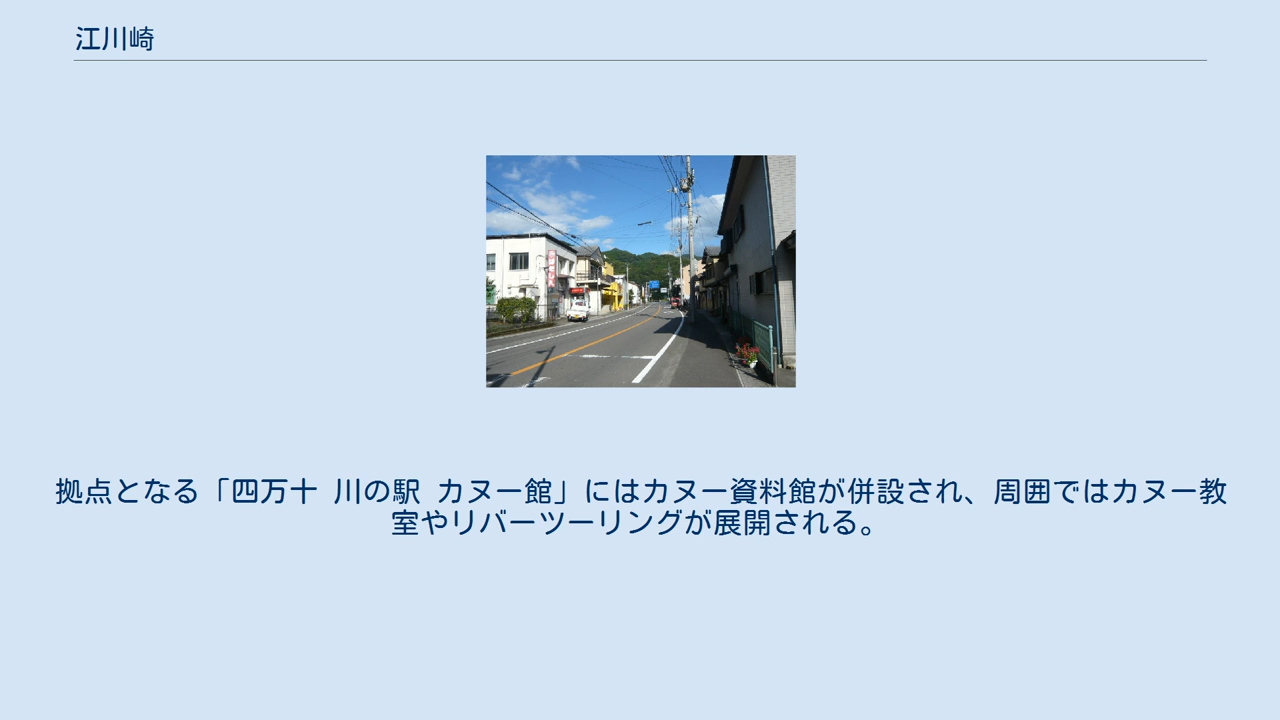 江川崎
拠点となる「四万十 川の駅 カヌー館」にはカヌー資料館が併設され、周囲ではカヌー教
室やリバーツーリングが展開される。